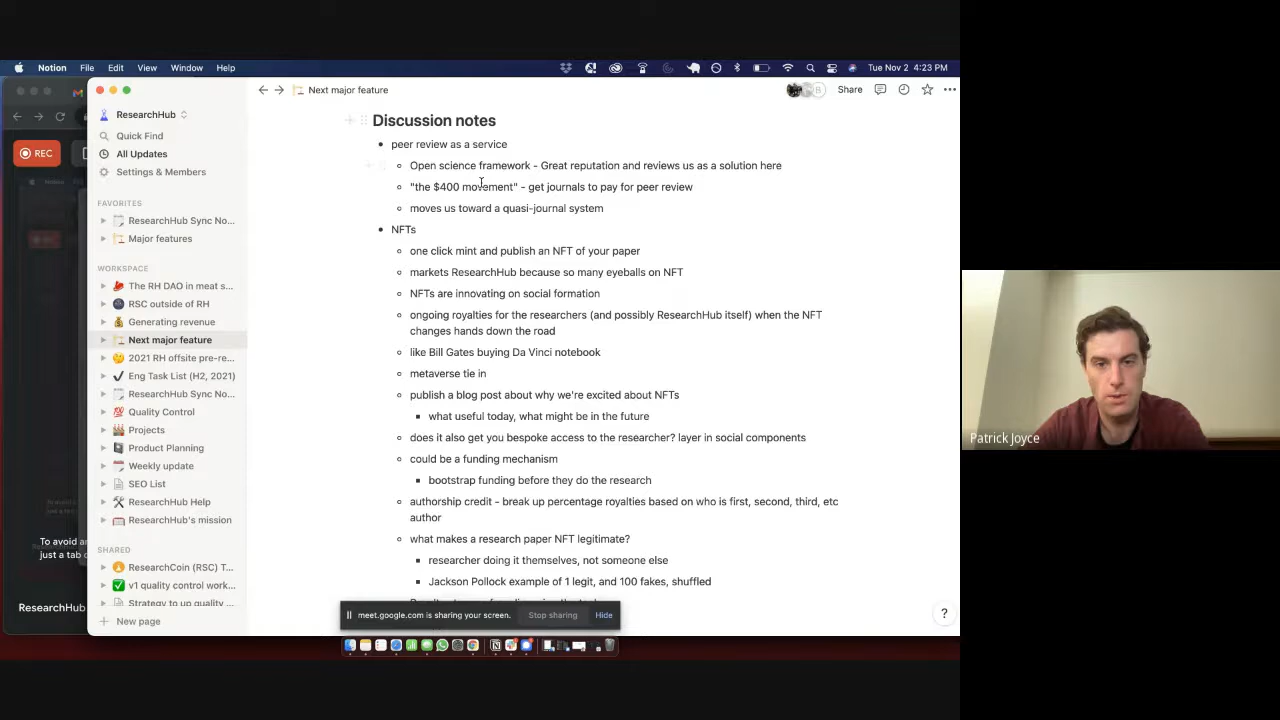 Notion File Edit View Window Help
Tue Nov 2 4:23 PM
ResearchHub
Next major feature
Share
REC
Quick Find
All Updates
Settings & Members
FAVORITES
ResearchHub Sync No...
Major features
WORKSPACE
The RH DAO in meat s...
RSC outside of RH
Generating revenue
Next major feature
2021 RH offsite pre-re...
Eng Task List (H2, 2021)
ResearchHub Sync No...
Quality Control
Projects
Product Planning
Weekly update
SEO List
ResearchHub Help
ResearchHub's mission
SHARED
ResearchCoin (RSC) T...
v1 quality control work...
Strategy to up quality ...
New page
To avoid an
just a tab o
ResearchHub
Discussion notes
peer review as a service
Open science framework - Great reputation and reviews us as a solution here
"the $400 movement" - get journals to pay for peer review
moves us toward a quasi-journal system
NFTs
one click mint and publish an NFT of your paper
markets ResearchHub because so many eyeballs on NFT
NFTs are innovating on social formation
ongoing royalties for the researchers (and possibly ResearchHub itself) when the NFT
changes hands down the road
like Bill Gates buying Da Vinci notebook
metaverse tie in
publish a blog post about why we're excited about NFTs
what useful today, what might be in the future
does it also get you bespoke access to the researcher? layer in social components
could be a funding mechanism
bootstrap funding before they do the research
authorship credit - break up percentage royalties based on who is first, second, third, etc
author
what makes a research paper NFT legitimate?
researcher doing it themselves, not someone else
Jackson Pollock example of 1 legit, and 100 fakes, shuffled
meet.google.com is sharing your screen. Stop sharing Hide
?
Patrick Joyce